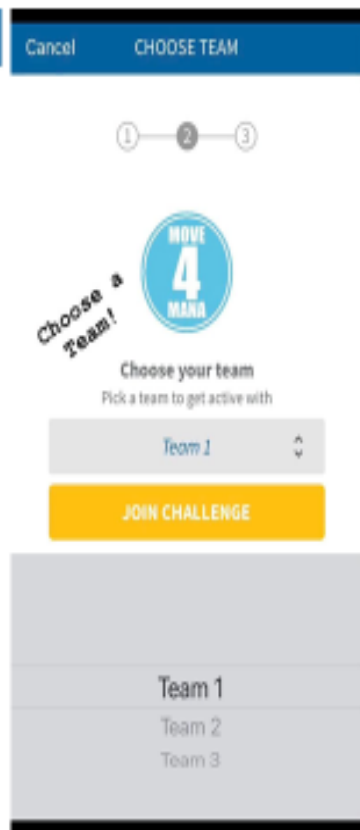 Cancel CHOOSE TEAM
1 2 3
MOVE
4
MANA
Choose a
Team!
Choose your team
Pick a team to get active with
Team 1
JOIN CHALLENGE
Team 1
Team 2
Team 3